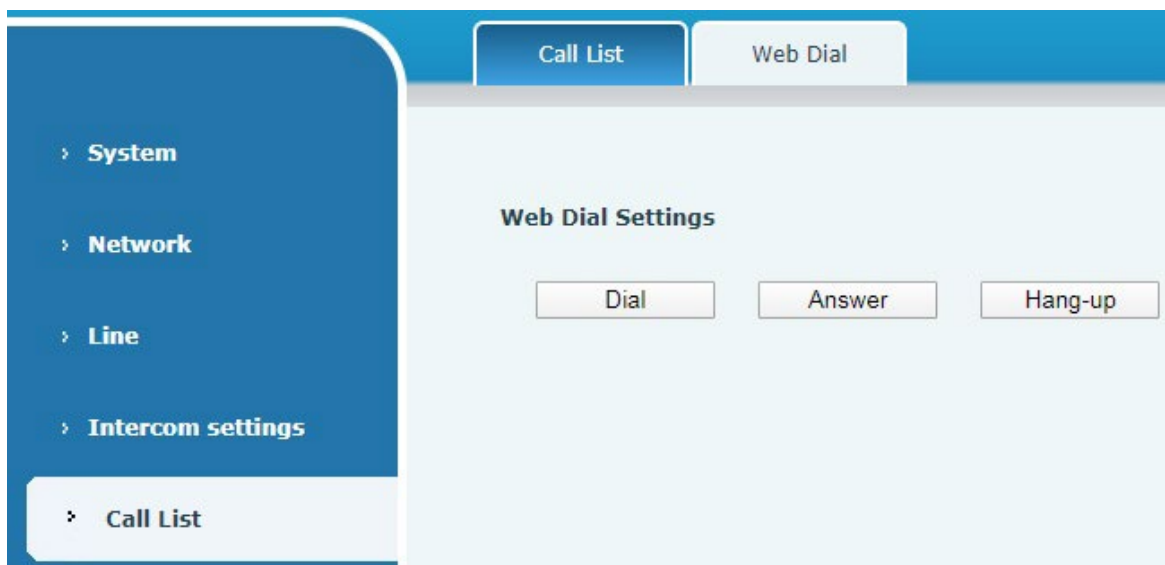 Call List Web Dial
System
Network
Line
Intercom settings
Call List
Web Dial Settings
Dial Answer Hang-up